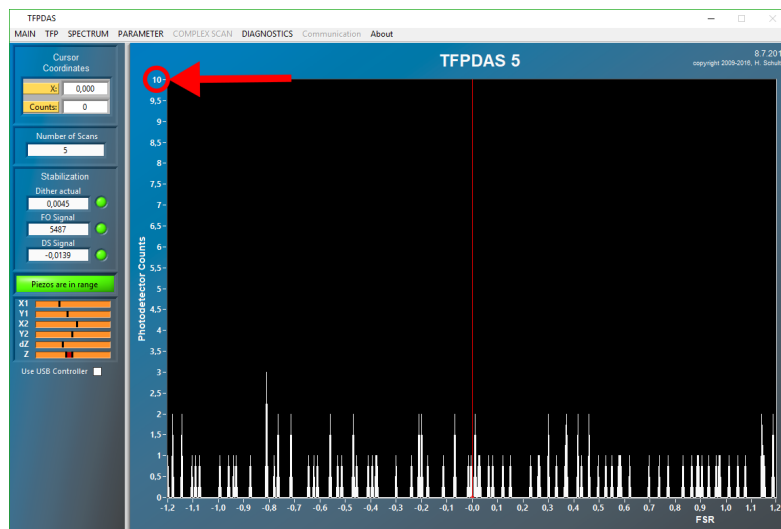 TFPDAS
MAIN TFP SPECTRUM PARAMETER COMPLEX SCAN DIAGNOSTICS Communication About
Cursor
Coordinates
X: 0,000
Counts: 0
Number of Scans
5
Stabilization
Dither actual
0,0045
FO Signal
5487
DS Signal
-0,0139
Piezos are in range
X1
Y1
X2
Y2
dZ
Z
Use USB Controller
TFPDAS 5
8.7.201
copyright 2009-2016, H. Schult
Photodetector Counts
10
9,5
9
8,5
8
7,5
7
6,5
6
5,5
5
4,5
4
3,5
3
2,5
2
1,5
1
0,5
0
-1,2 -1,1 -1,0 -0,9 -0,8 -0,7 -0,6 -0,5 -0,4 -0,3 -0,2 -0,1 -0,0 0,1 0,2 0,3 0,4 0,5 0,6 0,7 0,8 0,9 1,0 1,1 1,2
FSR